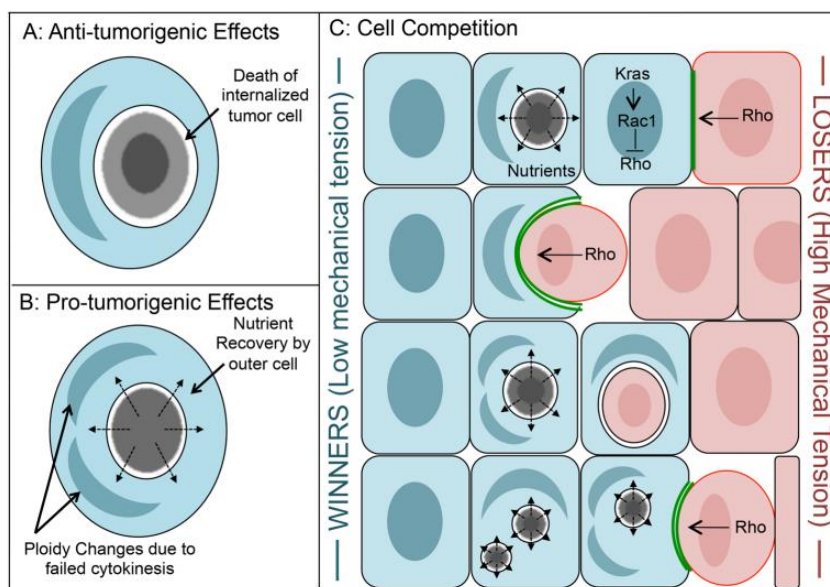 A: Anti-tumorigenic Effects
Death of
internalized
tumor cell
B: Pro-tumorigenic Effects
Nutrient
Recovery by
outer cell
Ploidy Changes due to
failed cytokinesis
C: Cell Competition
WINNERS (Low mechanical tension)
Nutrients
Kras
Rac1
Rho
Rho
Rho
Rho
LOSERS (High Mechanical Tension)